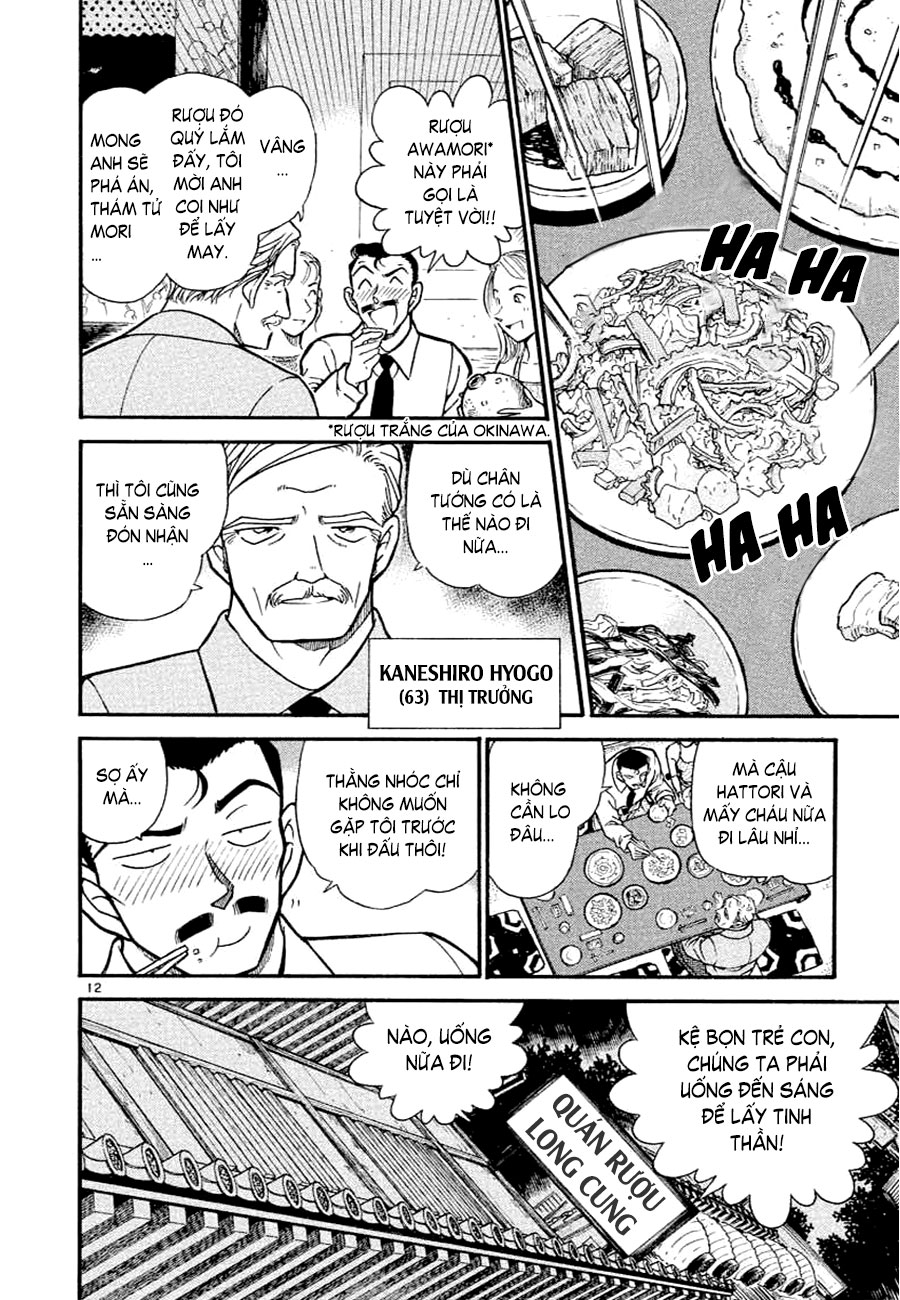 HA HA
RƯỢU
AWAMORI*
NÀY PHẢI
GỌI LÀ
TUYỆT VỜI!!
VÂNG
...
RƯỢU ĐÓ
QUÝ LẮM
ĐẤY, TÔI
MỜI ANH
COI NHƯ
ĐỂ LẤY
MAY.
MONG
ANH SẼ
PHÁ ÁN,
THÁM TỬ
MORI
...
*RƯỢU TRẮNG CỦA OKINAWA.
HA HA
DÙ CHÂN
TƯỚNG CÓ LÀ
THẾ NÀO ĐI
NỮA...
THÌ TÔI CŨNG
SẴN SÀNG
ĐÓN NHẬN
...
KANESHIRO HYOGO
(63) THỊ TRƯỞNG
MÀ CẬU
HATTORI VÀ
MẤY CHÁU NỮA
ĐI LÂU NHỈ...
KHÔNG
CẦN LO
ĐÂU...
THẰNG NHÓC CHỈ
KHÔNG MUỐN
GẶP TÔI TRƯỚC
KHI ĐẤU THÔI!
SỢ ẤY
MÀ...
12
KỆ BỌN TRẺ CON,
CHÚNG TA PHẢI
UỐNG ĐẾN SÁNG
ĐỂ LẤY TINH
THẦN!
NÀO, UỐNG
NỮA ĐI!
QUÁN RƯỢU
LONG CUNG